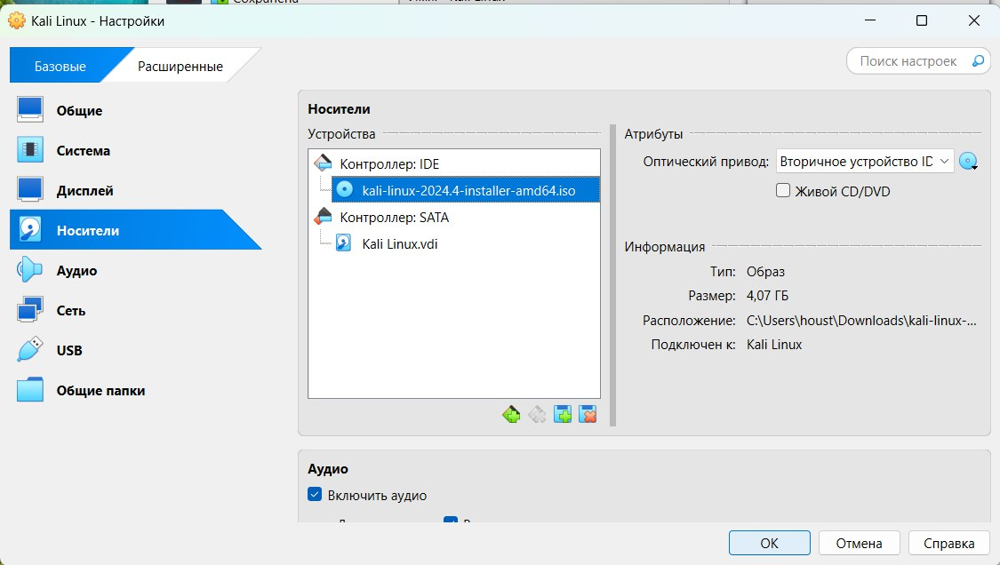 Kali Linux - Настройки
Базовые
Расширенные
Поиск настроек
Общие
Система
Дисплей
Носители
Аудио
Сеть
USB
Общие папки
Носители
Устройства
Контроллер: IDE
kali-linux-2024.4-installer-amd64.iso
Контроллер: SATA
Kali Linux.vdi
Атрибуты
Оптический привод: Вторичное устройство ID
Живой CD/DVD
Информация
Тип: Образ
Размер: 4,07 ГБ
Расположение: C:\Users\houst\Downloads\kali-linux-...
Подключен к: Kali Linux
Аудио
Включить аудио
OK
Отмена
Справка